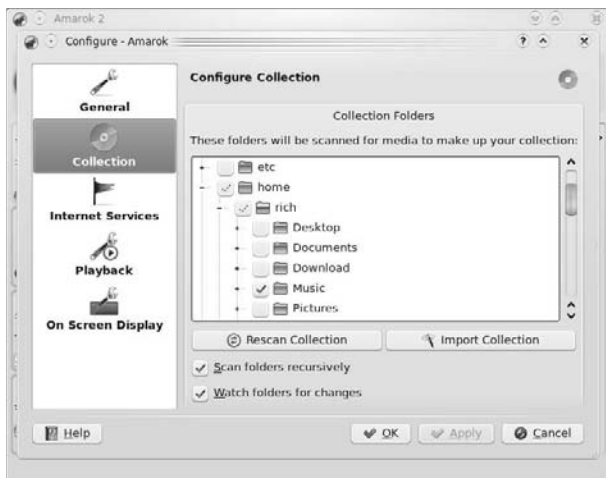 Amarok 2
Configure - Amarok
General
Collection
Internet Services
Playback
On Screen Display
Configure Collection
Collection Folders
These folders will be scanned for media to make up your collection:
etc
home
rich
Desktop
Documents
Download
Music
Pictures
Rescan Collection
Import Collection
Scan folders recursively
Watch folders for changes
Help
OK
Apply
Cancel